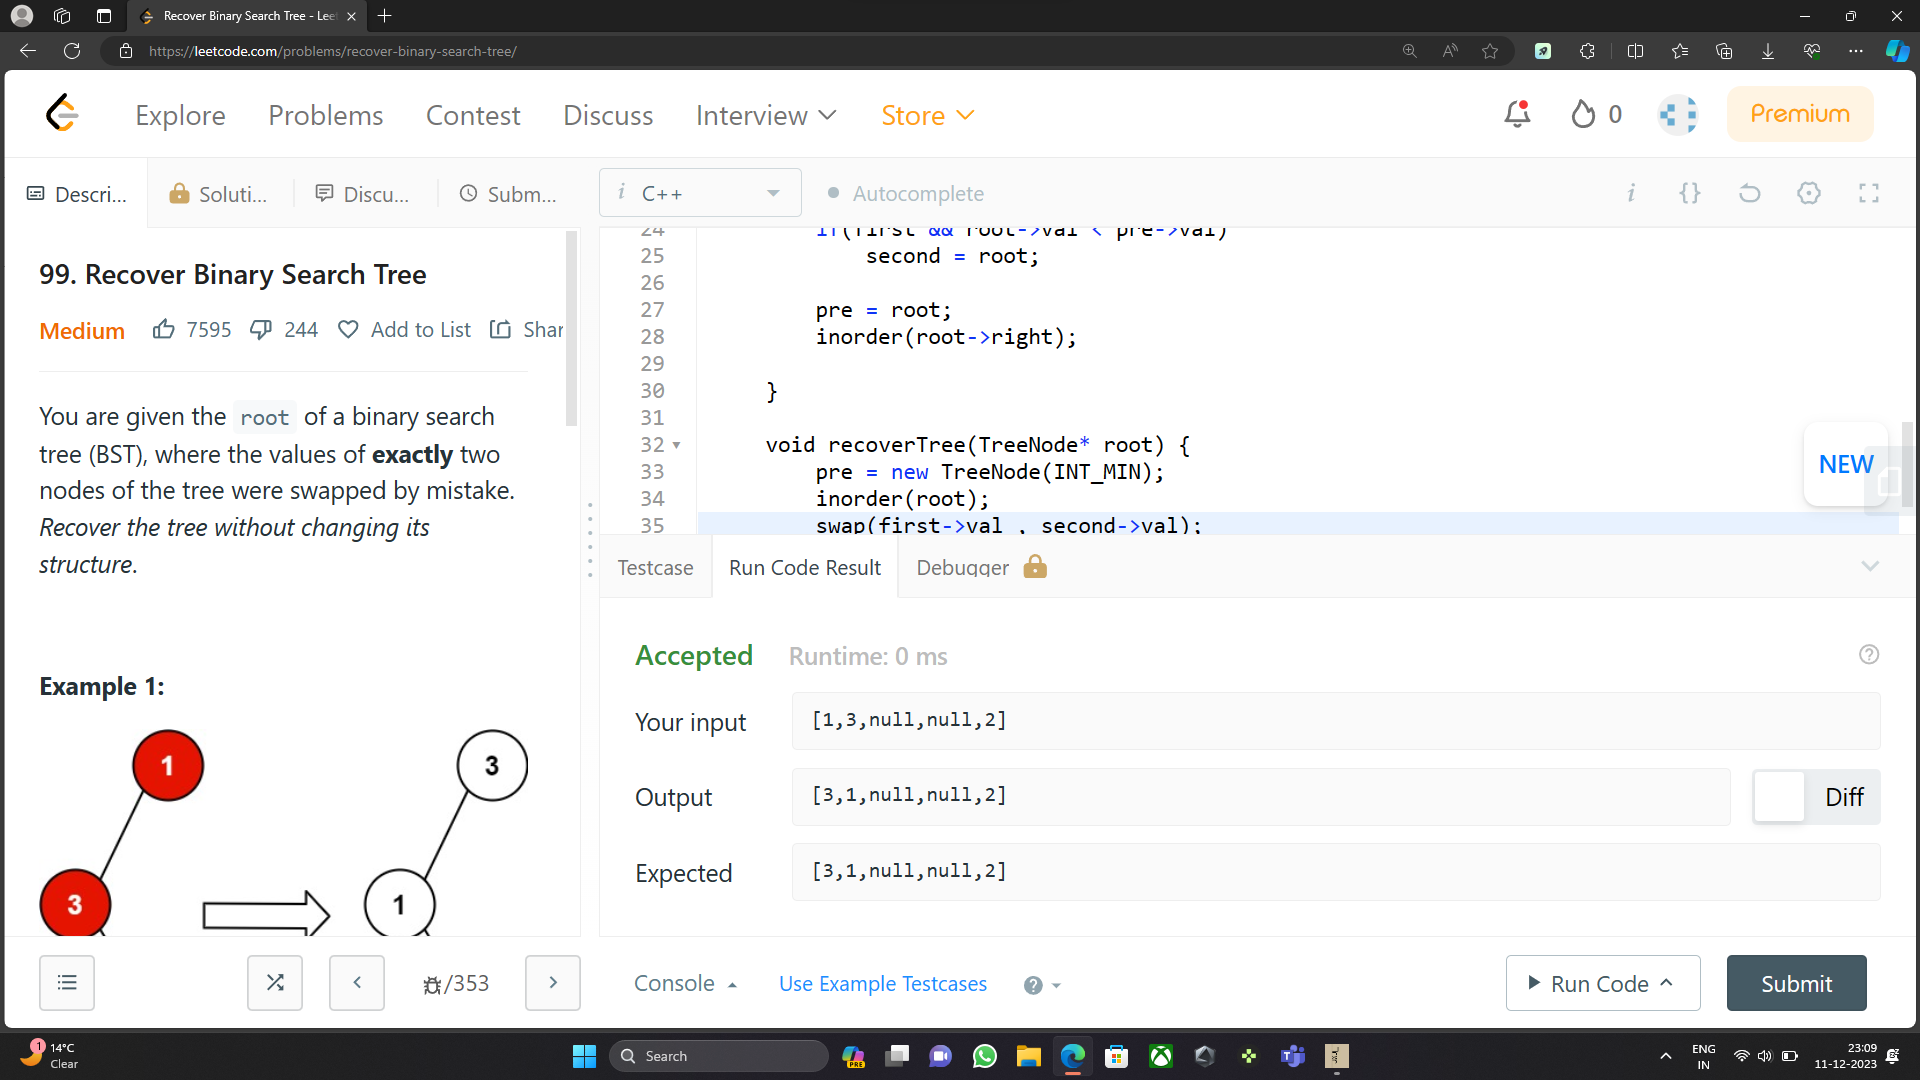 Recover Binary Search Tree - Lee
https://leetcode.com/problems/recover-binary-search-tree/
Explore
Problems
Contest
Discuss
Interview
Store
0
Premium
Descri...
Soluti...
Discu...
Subm...
i C++
Autocomplete
i {}
99. Recover Binary Search Tree
Medium 7595 244 Add to List Shar
You are given the root of a binary search
tree (BST), where the values of exactly two
nodes of the tree were swapped by mistake.
Recover the tree without changing its
structure.
Example 1:
1
3
3
1
24 if(first && root->val < pre->val)
25 second = root;
26
27 pre = root;
28 inorder(root->right);
29
30 }
31
32 void recoverTree(TreeNode* root) {
33 pre = new TreeNode(INT_MIN);
34 inorder(root);
35 swap(first->val , second->val);
NEW
Testcase
Run Code Result
Debugger
Accepted Runtime: 0 ms
Your input [1,3,null,null,2]
Output [3,1,null,null,2]
Diff
Expected [3,1,null,null,2]
/353
Console
Use Example Testcases
Run Code
Submit
1
14°C
Clear
Search
PRE
ENG
IN
23:09
11-12-2023